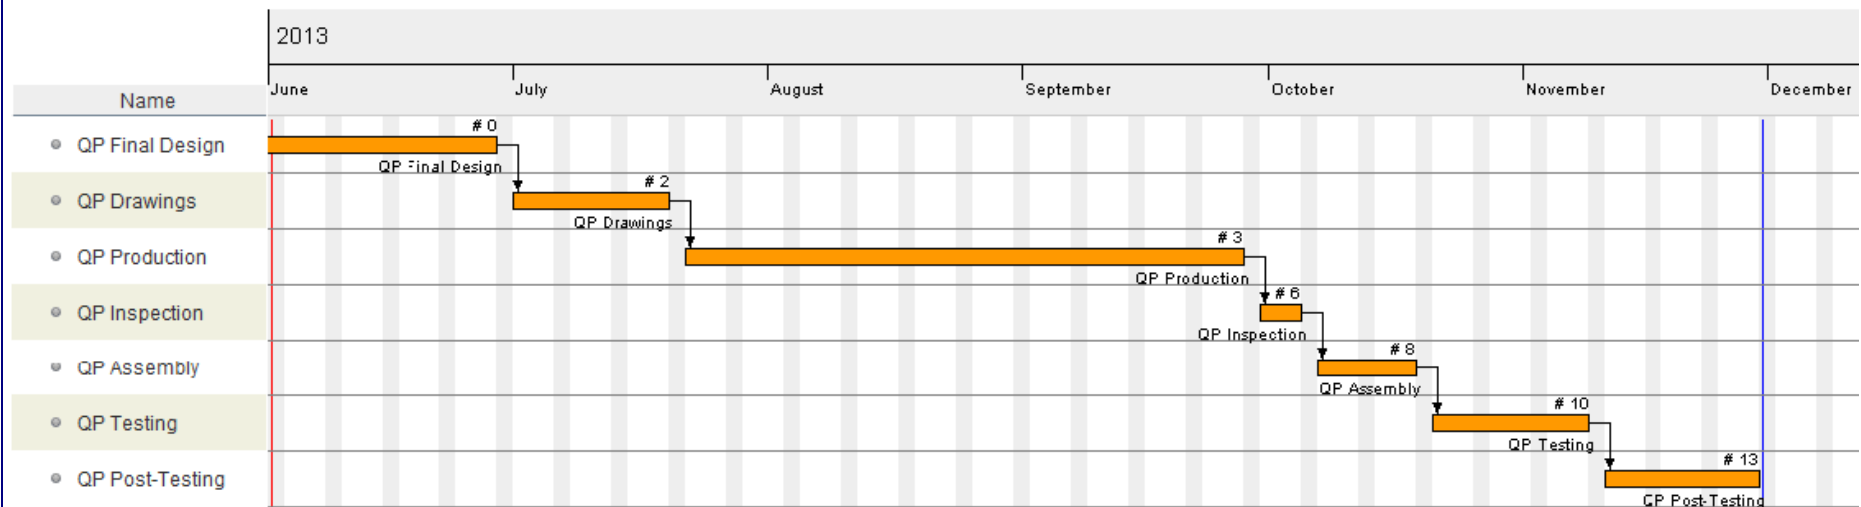 2013
June July August September October November December
Name
QP Final Design
# 0
QP Final Design
QP Drawings
# 2
QP Drawings
QP Production
# 3
QP Production
QP Inspection
# 6
QP Inspection
QP Assembly
# 8
QP Assembly
QP Testing
# 10
QP Testing
QP Post-Testing
# 13
QP Post-Testing